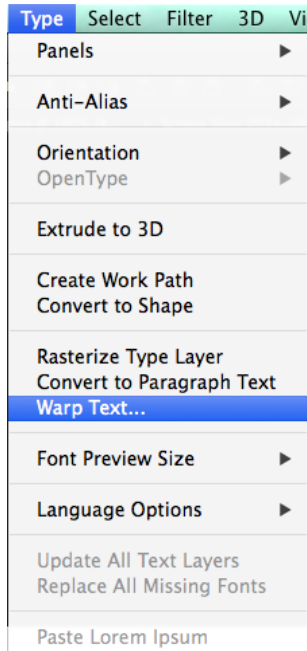 Type Select Filter 3D Vi
Panels
Anti-Alias
Orientation
OpenType
Extrude to 3D
Create Work Path
Convert to Shape
Rasterize Type Layer
Convert to Paragraph Text
Warp Text...
Font Preview Size
Language Options
Update All Text Layers
Replace All Missing Fonts
Paste Lorem Ipsum